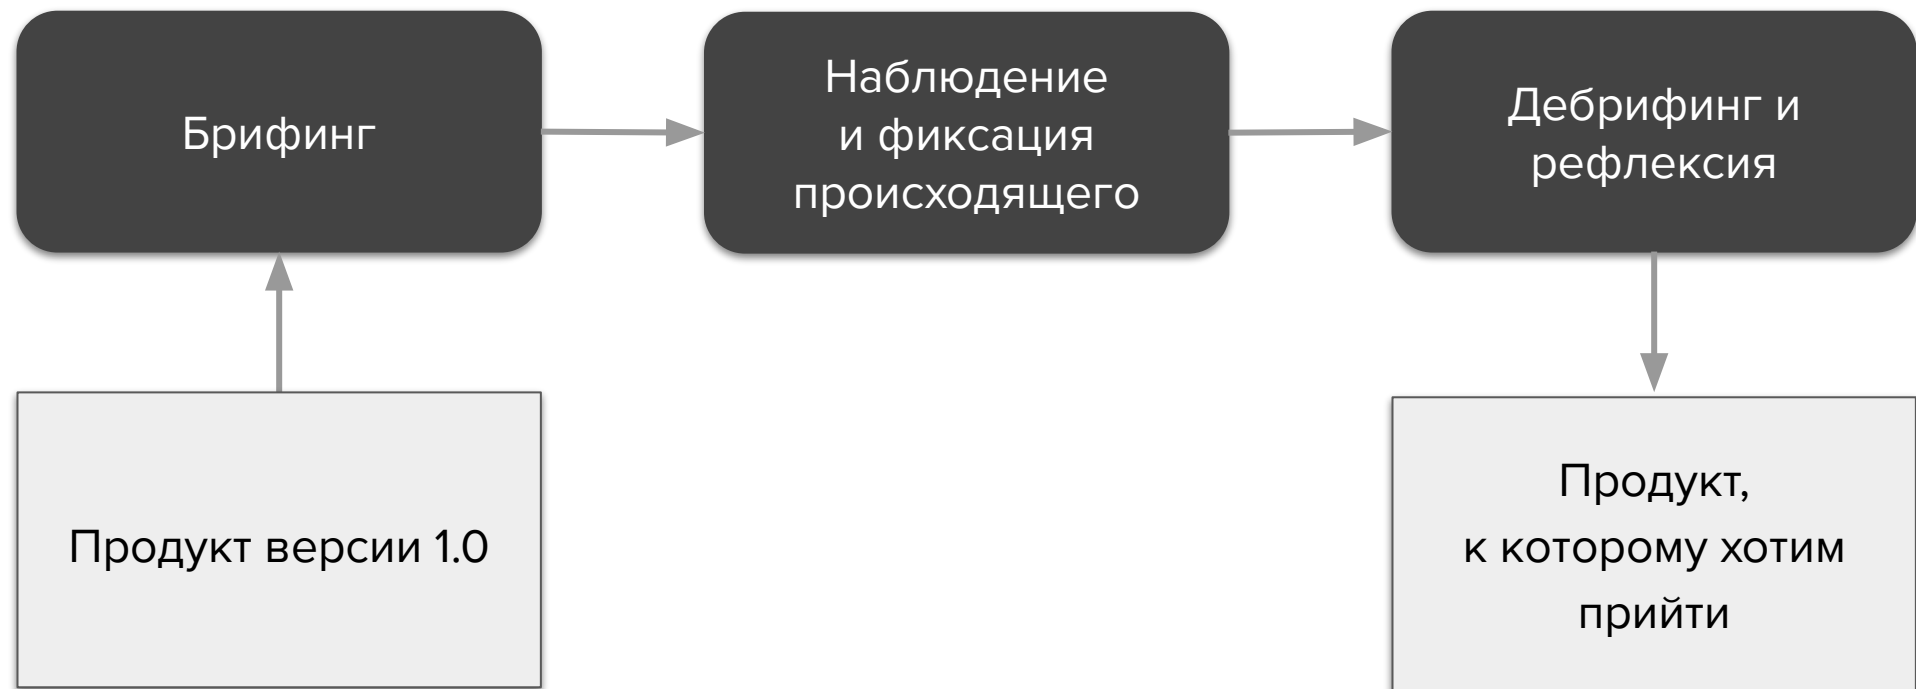 Брифинг
Наблюдение
и фиксация
происходящего
Дебрифинг и
рефлексия
Продукт версии 1.0
Продукт,
к которому хотим
прийти